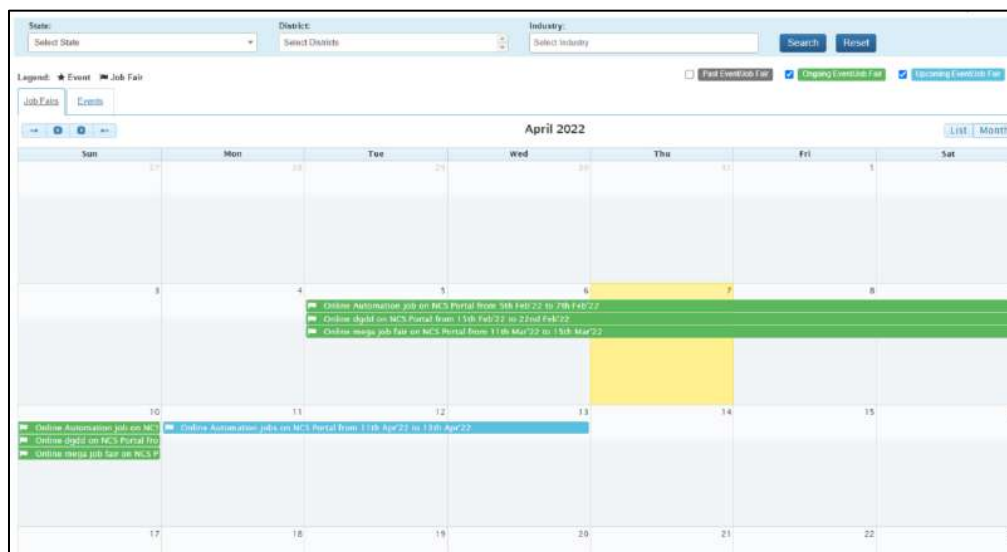 State: District: Industry:
Select State Select Districts Select Industry Search Reset
Legend: ★ Event Job Fair Past Event/Job Fair Ongoing Event/Job Fair Upcoming Event/Job Fair
Job Fairs Events
April 2022 List Month
Sun Mon Tue Wed Thu Fri Sat
27 28 29 30 31 1
3 4 5 6 7 8
Online Automation job on NCS Portal from 5th Feb'22 to 7th Feb'22
Online dgdd on NCS Portal from 15th Feb'22 to 22nd Feb'22
Online mega job fair on NCS Portal from 11th Mar'22 to 15th Mar'22
10 11 12 13 14 15
Online Automation job on NCS Online Automation jobs on NCS Portal from 11th Apr'22 to 13th Apr'22
Online dgdd on NCS Portal fro
Online mega job fair on NCS P
17 18 19 20 21 22